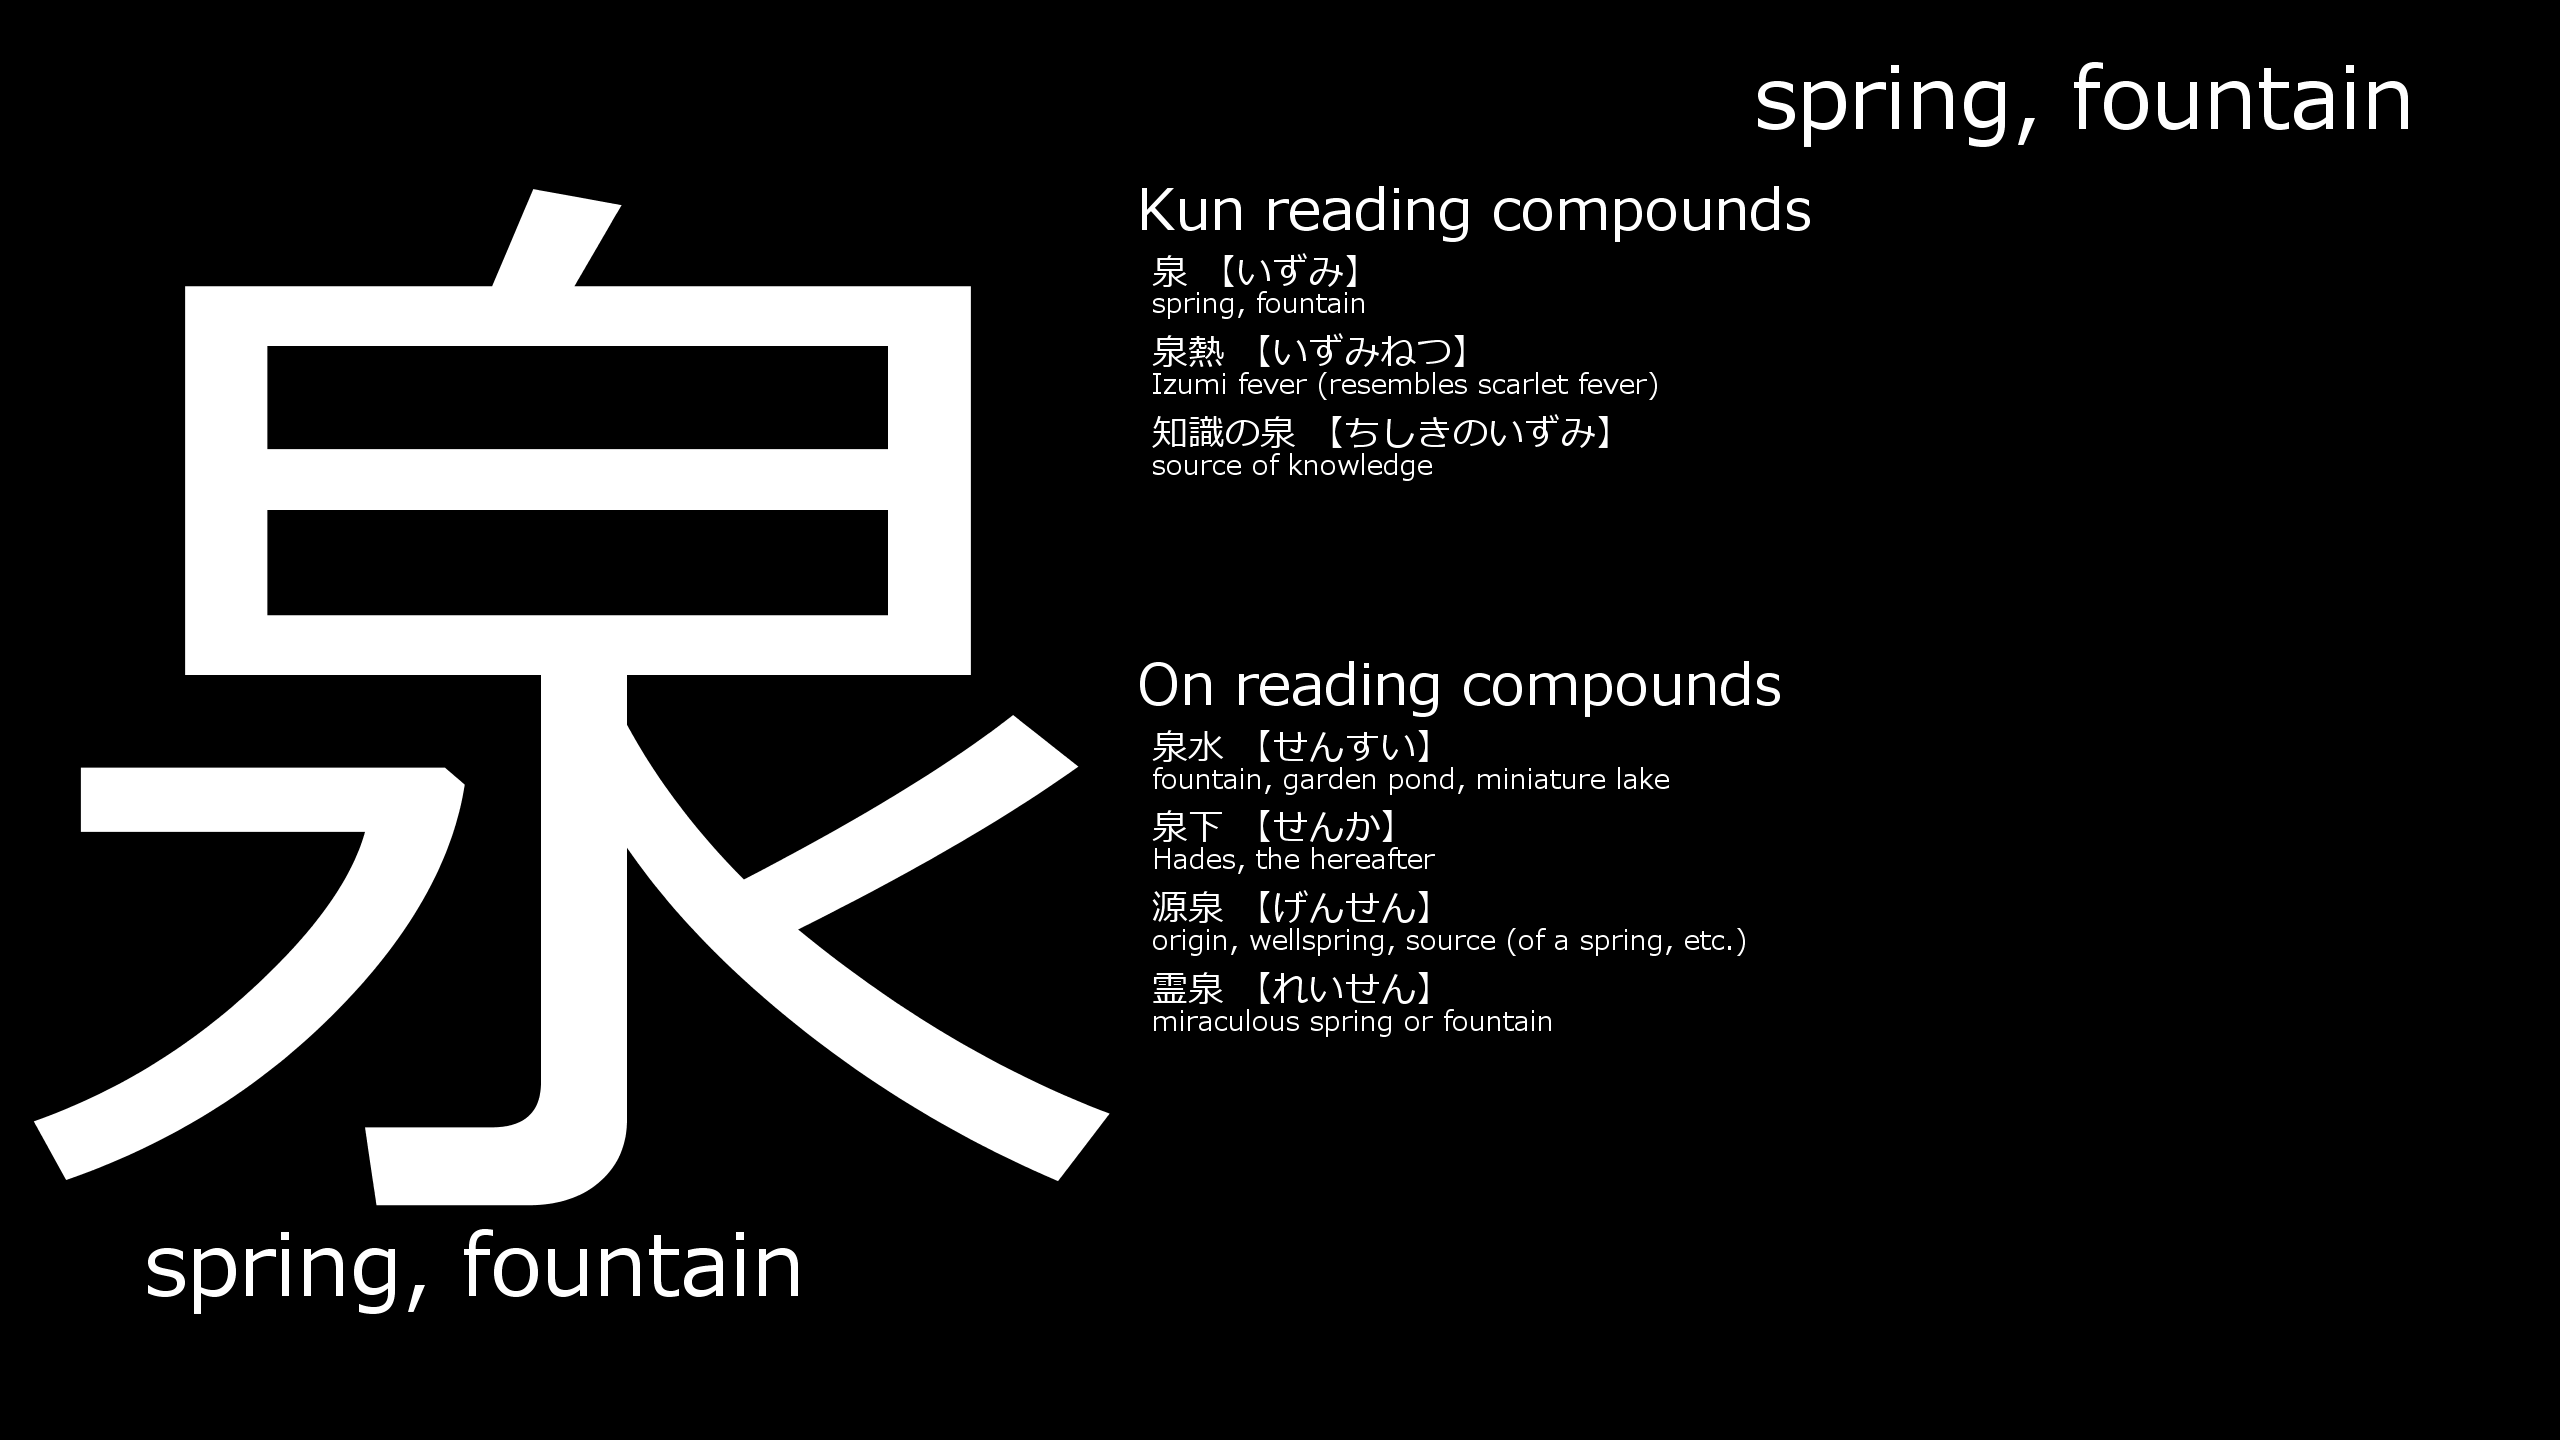 spring, fountain
泉
spring, fountain
Kun reading compounds
泉 【いずみ】
spring, fountain
泉熱 【いずみねつ】
Izumi fever (resembles scarlet fever)
知識の泉 【ちしきのいずみ】
source of knowledge
On reading compounds
泉水 【せんすい】
fountain, garden pond, miniature lake
泉下 【せんか】
Hades, the hereafter
源泉 【げんせん】
origin, wellspring, source (of a spring, etc.)
霊泉 【れいせん】
miraculous spring or fountain